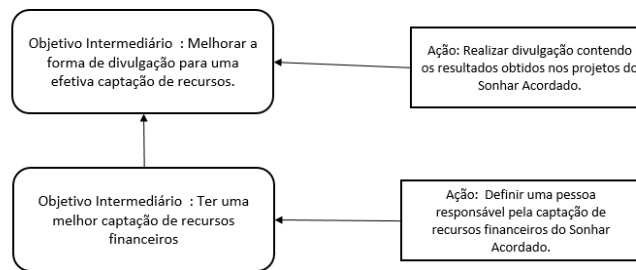 Objetivo Intermediário : Melhorar a
forma de divulgação para uma
efetiva captação de recursos.
Ação: Realizar divulgação contendo
os resultados obtidos nos projetos do
Sonhar Acordado.
Objetivo Intermediário : Ter uma
melhor captação de recursos
financeiros
Ação: Definir uma pessoa
responsável pela captação de
recursos financeiros do Sonhar
Acordado.